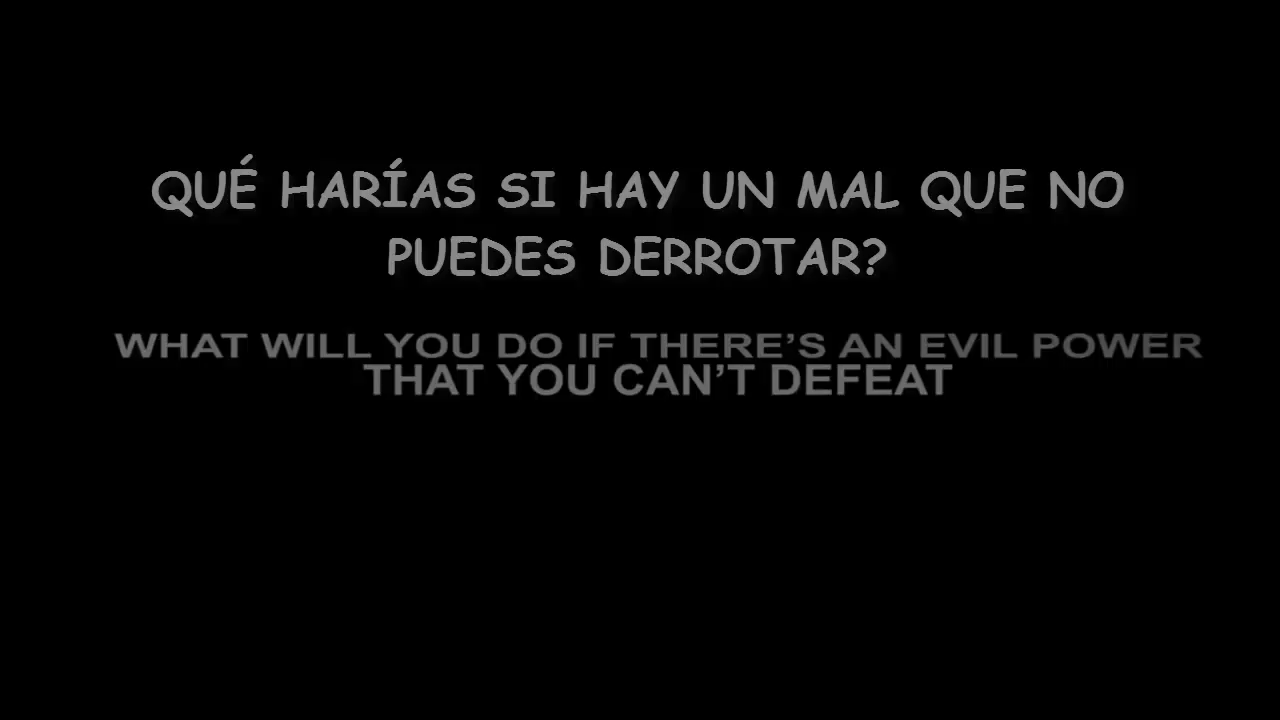 QUÉ HARÍAS SI HAY UN MAL QUE NO
PUEDES DERROTAR?
WHAT WILL YOU DO IF THERE’S AN EVIL POWER
THAT YOU CAN’T DEFEAT